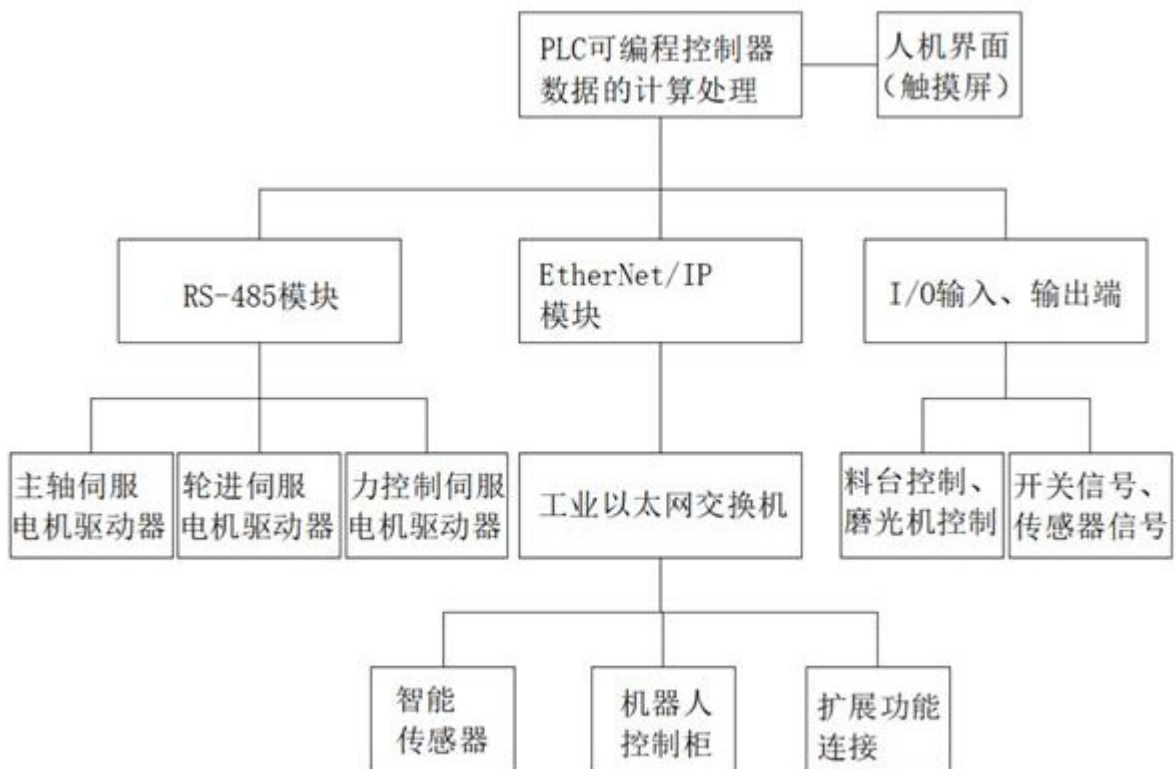 PLC可编程控制器
数据的计算处理
人机界面
(触摸屏)
RS-485模块
EtherNet/IP
模块
I/O输入、输出端
主轴伺服
电机驱动器
轮进伺服
电机驱动器
力控制伺服
电机驱动器
工业以太网交换机
料台控制、
磨光机控制
开关信号、
传感器信号
智能
传感器
机器人
控制柜
扩展功能
连接